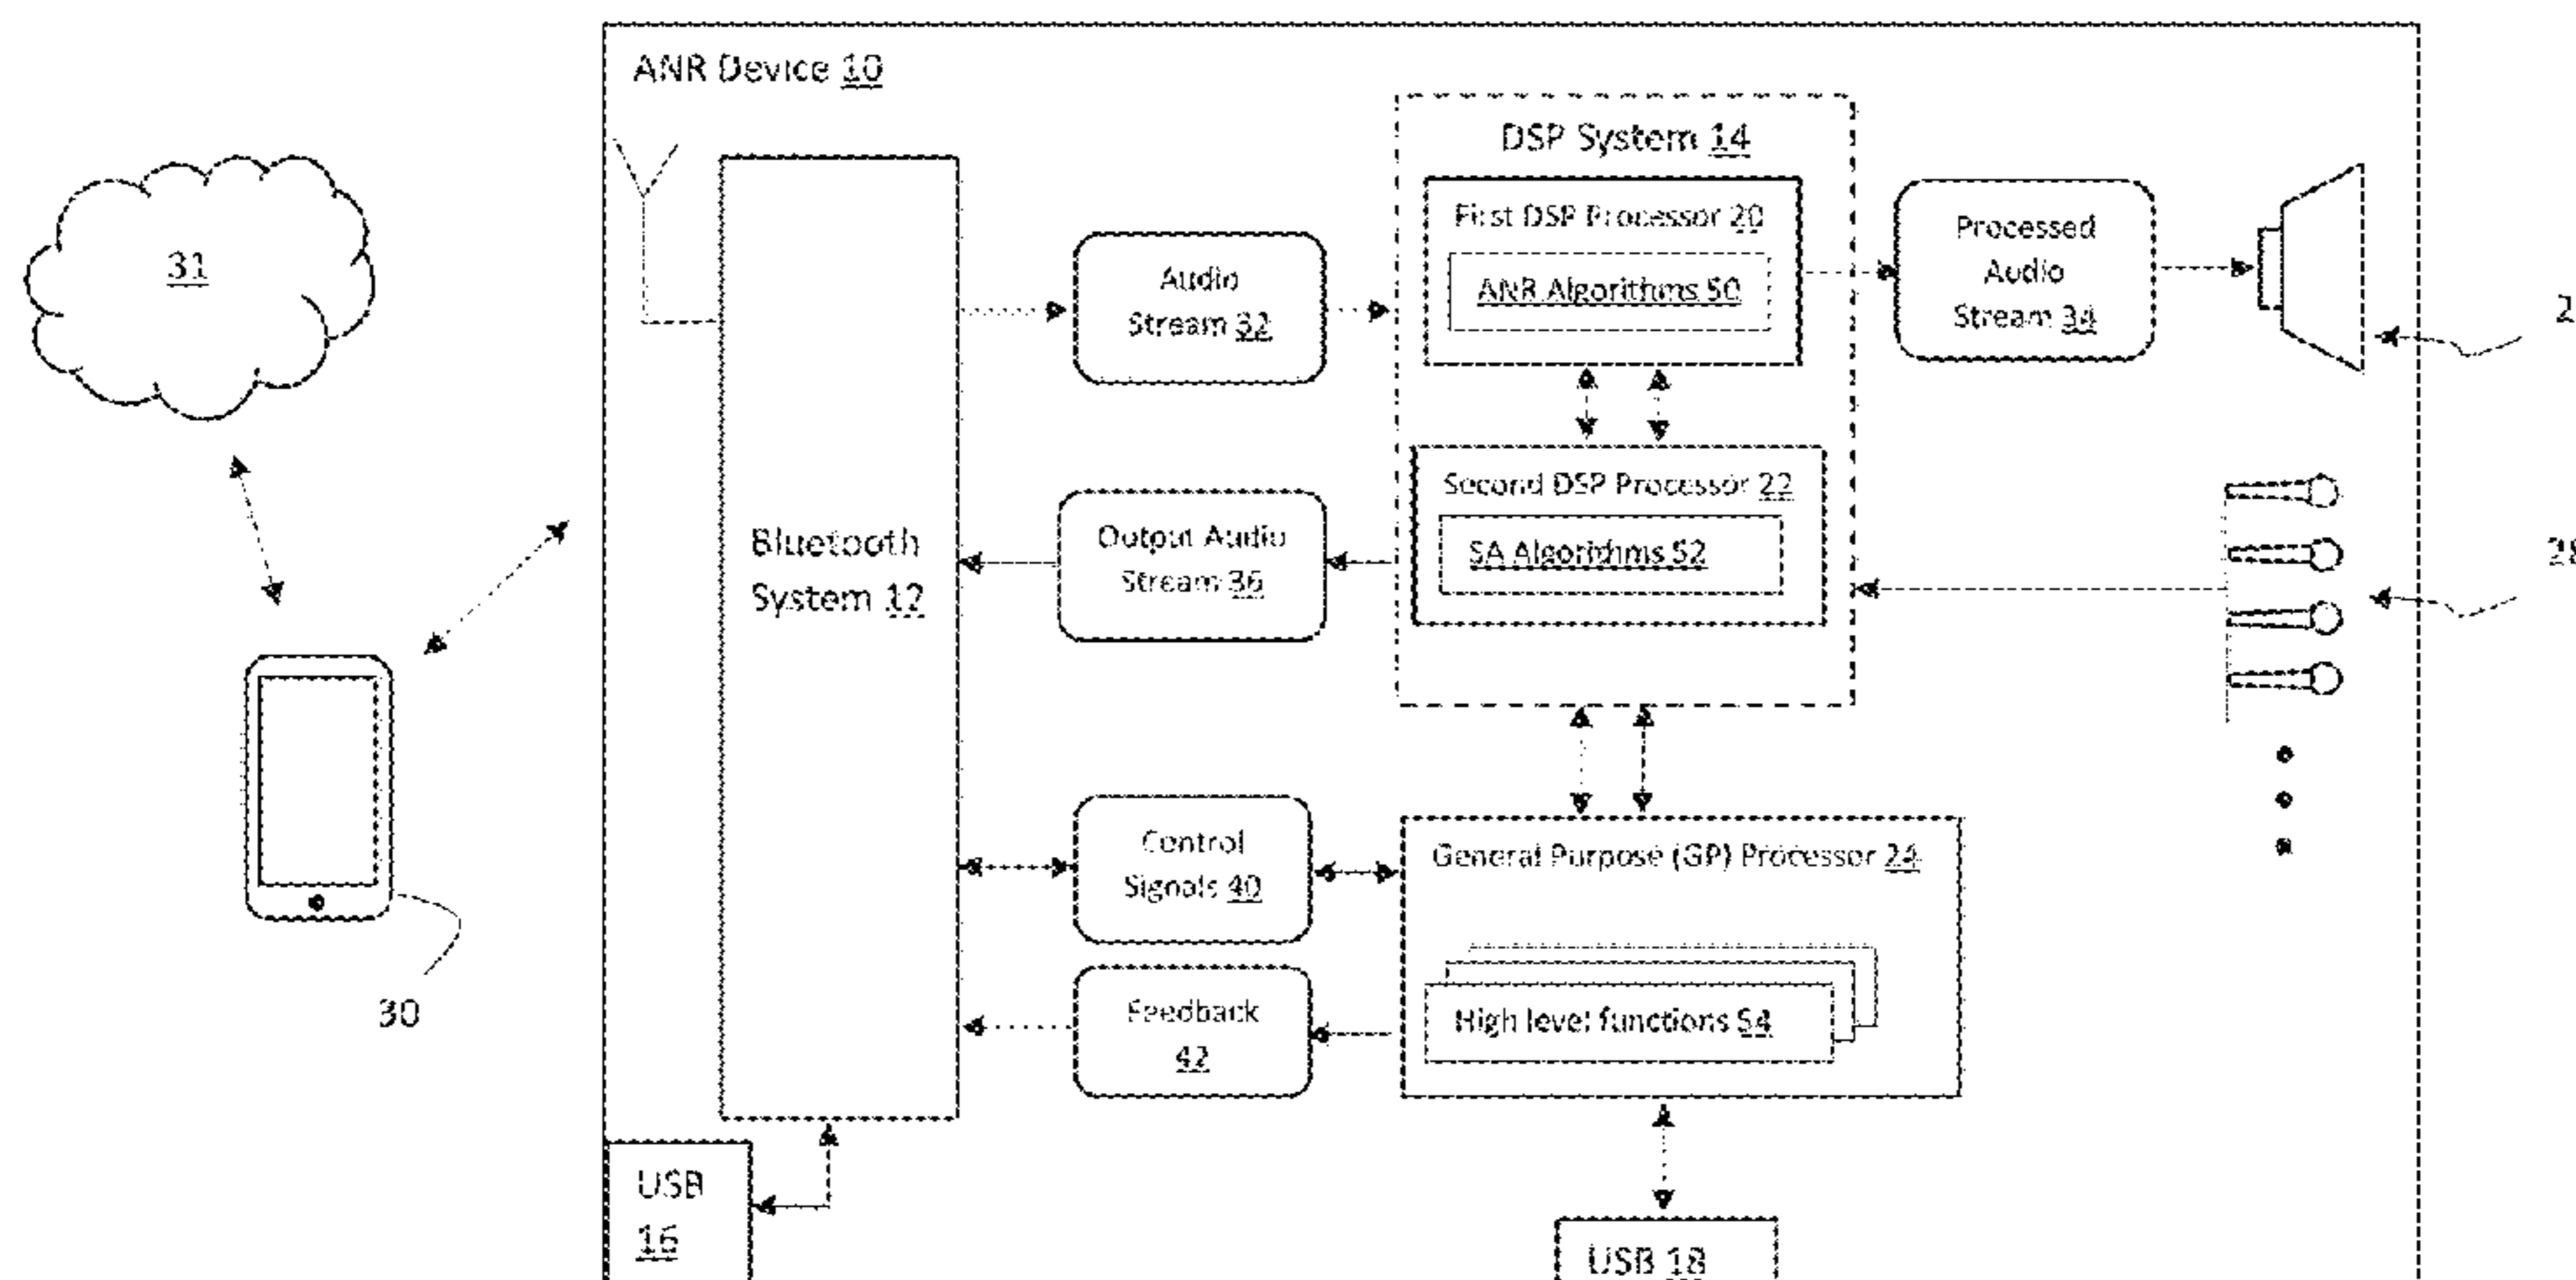 ANR Device 10
DSP System 14
First DSP Processor 20
ANR Algorithms 50
Processed
Audio
Stream 34
31
Audio
Stream 32
Second DSP Processor 22
SA Algorithms 52
Bluetooth
System 12
Output Audio
Stream 36
Control
Signals 40
General Purpose (GP) Processor 24
High level functions 54
Feedback
42
30
USB
16
USB 18